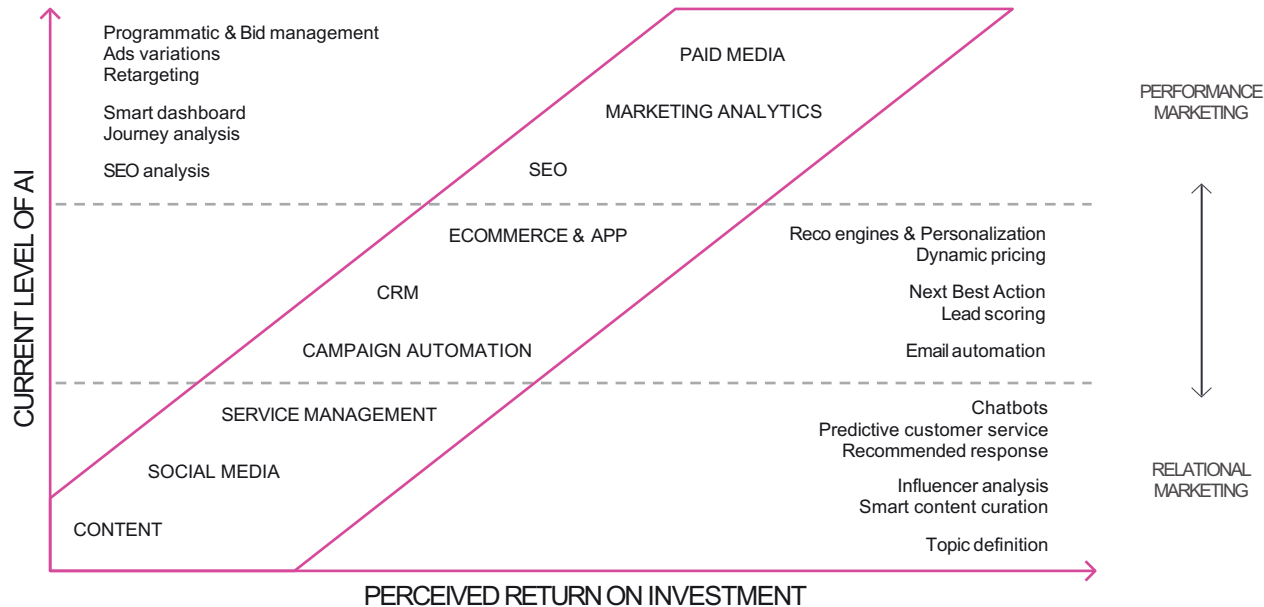 Programmatic & Bid management
Ads variations
Retargeting
Smart dashboard
Journey analysis
SEO analysis
PAID MEDIA
MARKETING ANALYTICS
SEO
PERFORMANCE
MARKETING
ECOMMERCE & APP
CRM
CAMPAIGN AUTOMATION
Reco engines & Personalization
Dynamic pricing
Next Best Action
Lead scoring
Email automation
SERVICE MANAGEMENT
SOCIAL MEDIA
CONTENT
Chatbots
Predictive customer service
Recommended response
Influencer analysis
Smart content curation
Topic definition
RELATIONAL
MARKETING
CURRENT LEVEL OF AI
PERCEIVED RETURN ON INVESTMENT